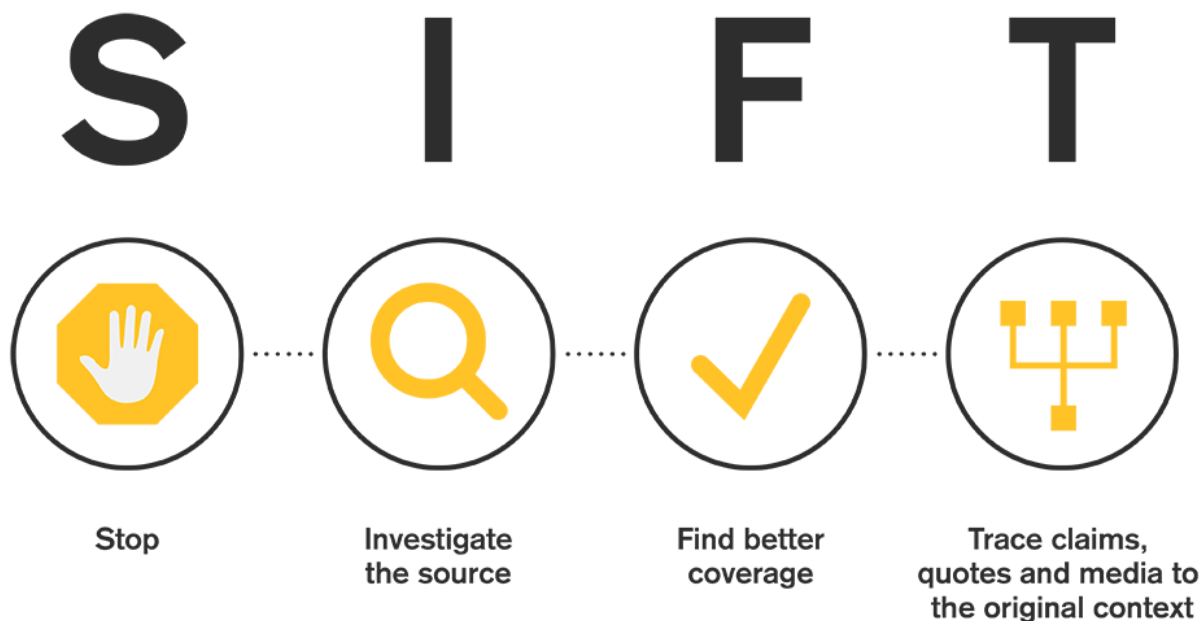 S I F T
Stop
Investigate
the source
Find better
coverage
Trace claims,
quotes and media to
the original context